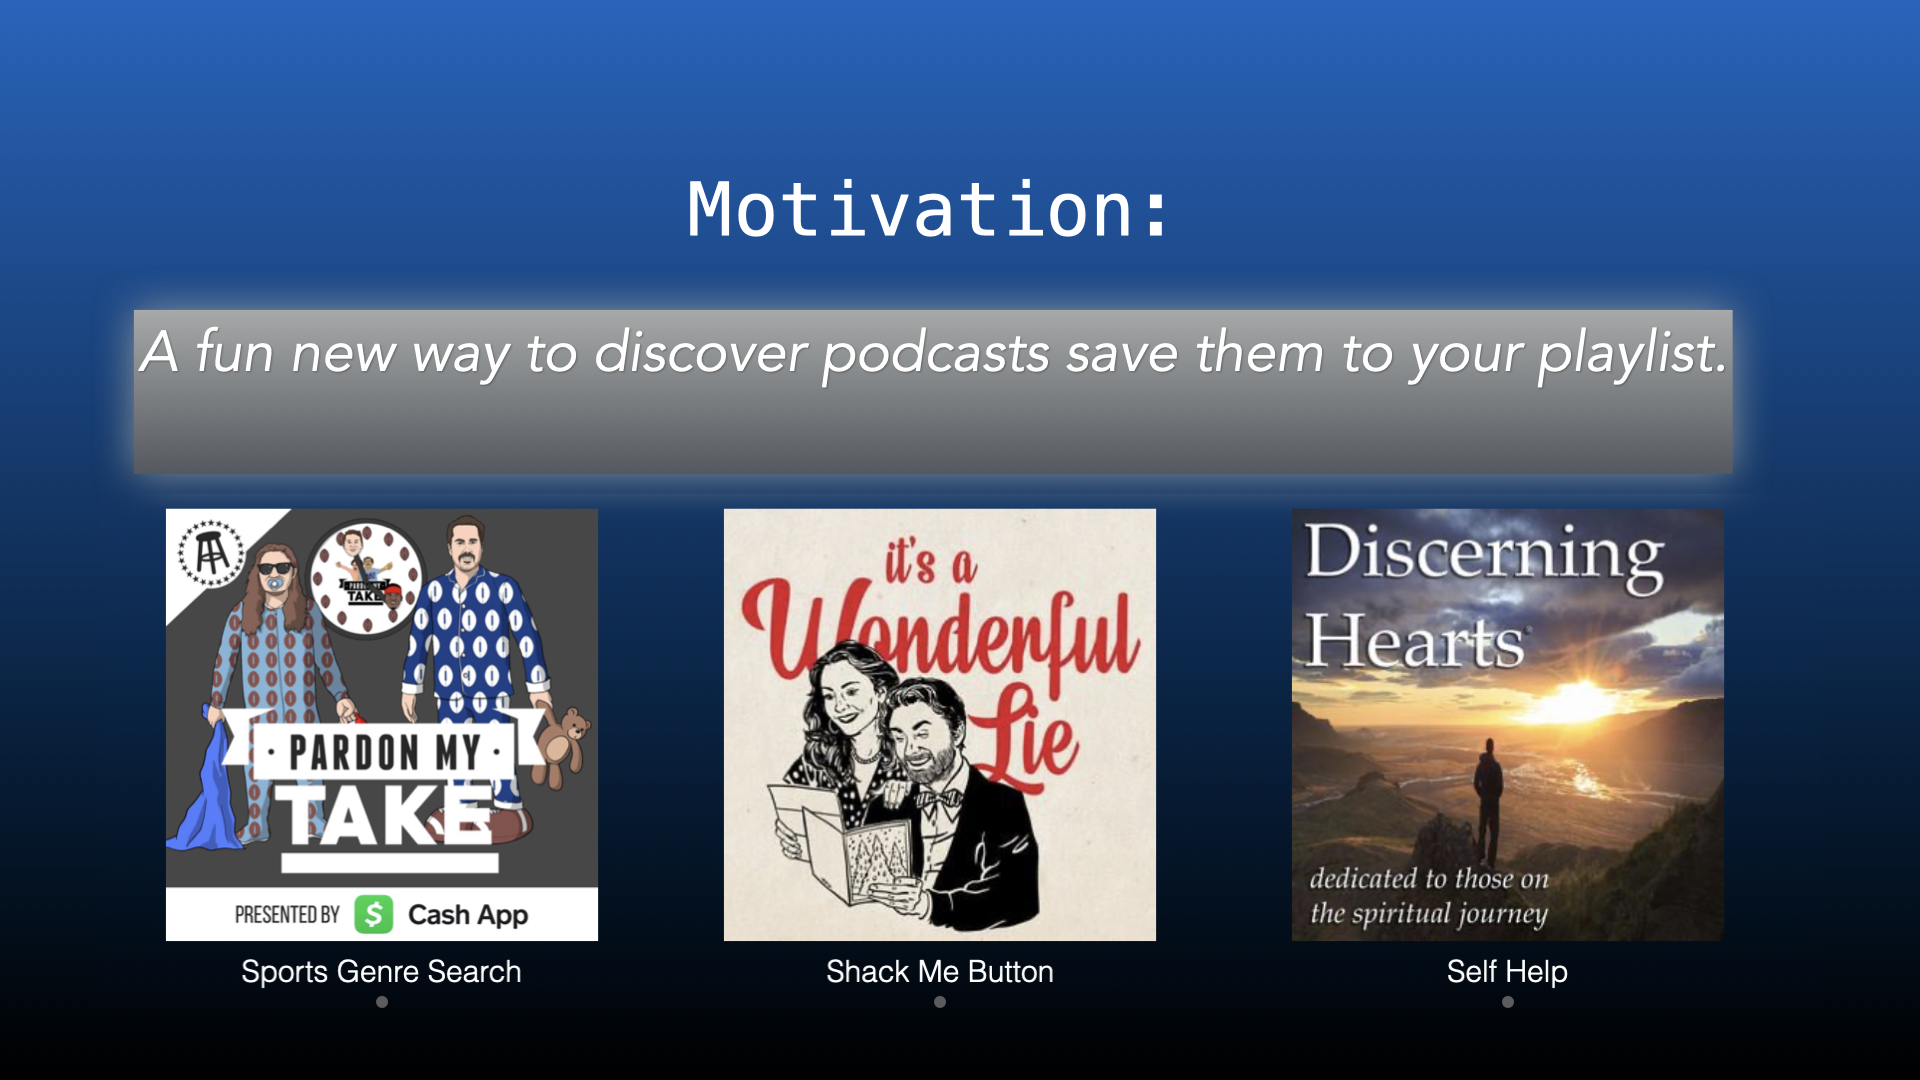 Motivation:
A fun new way to discover podcasts save them to your playlist.
PARDON MY
TAKE
PRESENTED BY $ Cash App
it's a
Wonderful
Lie
Discerning
Hearts
dedicated to those on
the spiritual journey
Sports Genre Search
Shack Me Button
Self Help